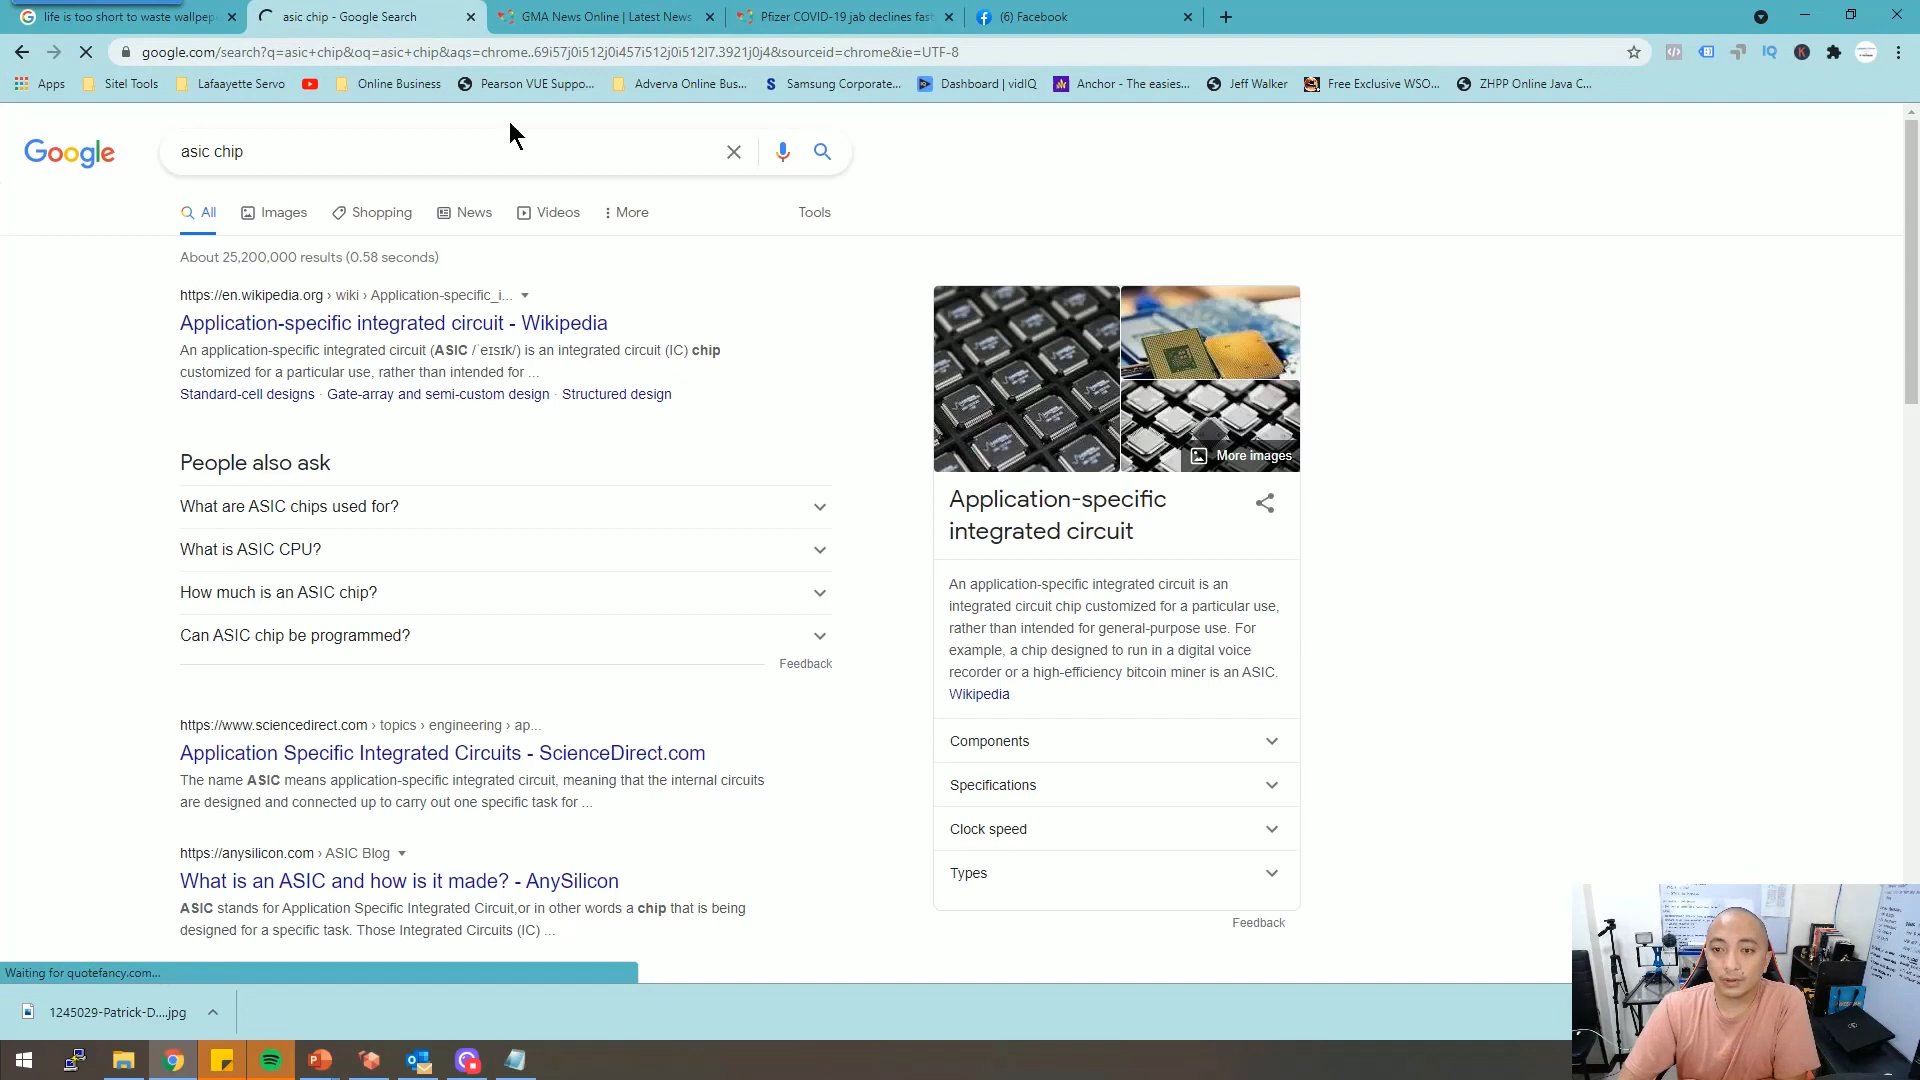 life is too short to waste wallpep
asic chip - Google Search
GMA News Online | Latest News
Pfizer COVID-19 jab declines fast
(6) Facebook
google.com/search?q=asic+chip&oq=asic+chip&aqs=chrome..69i57j0i512j0i457i512j0i512l7.3921j0j4&sourceid=chrome&ie=UTF-8
Apps
Sitel Tools
Lafaayette Servo
Online Business
Pearson VUE Suppo...
Adverva Online Bus...
Samsung Corporate...
Dashboard | vidIQ
Anchor - The easies...
Jeff Walker
Free Exclusive WSO...
ZHPP Online Java C...
Google
asic chip
All
Images
Shopping
News
Videos
More
Tools
About 25,200,000 results (0.58 seconds)
https://en.wikipedia.org › wiki › Application-specific_i...
Application-specific integrated circuit - Wikipedia
An application-specific integrated circuit (ASIC /ˈeɪsɪk/) is an integrated circuit (IC) chip
customized for a particular use, rather than intended for ...
Standard-cell designs · Gate-array and semi-custom design · Structured design
People also ask
What are ASIC chips used for?
What is ASIC CPU?
How much is an ASIC chip?
Can ASIC chip be programmed?
Feedback
https://www.sciencedirect.com › topics › engineering › ap...
Application Specific Integrated Circuits - ScienceDirect.com
The name ASIC means application-specific integrated circuit, meaning that the internal circuits
are designed and connected up to carry out one specific task for ...
https://anysilicon.com › ASIC Blog
What is an ASIC and how is it made? - AnySilicon
ASIC stands for Application Specific Integrated Circuit,or in other words a chip that is being
designed for a specific task. Those Integrated Circuits (IC) ...
More images
Application-specific
integrated circuit
An application-specific integrated circuit is an
integrated circuit chip customized for a particular use,
rather than intended for general-purpose use. For
example, a chip designed to run in a digital voice
recorder or a high-efficiency bitcoin miner is an ASIC.
Wikipedia
Components
Specifications
Clock speed
Types
Feedback
Waiting for quotefancy.com...
1245029-Patrick-D....jpg